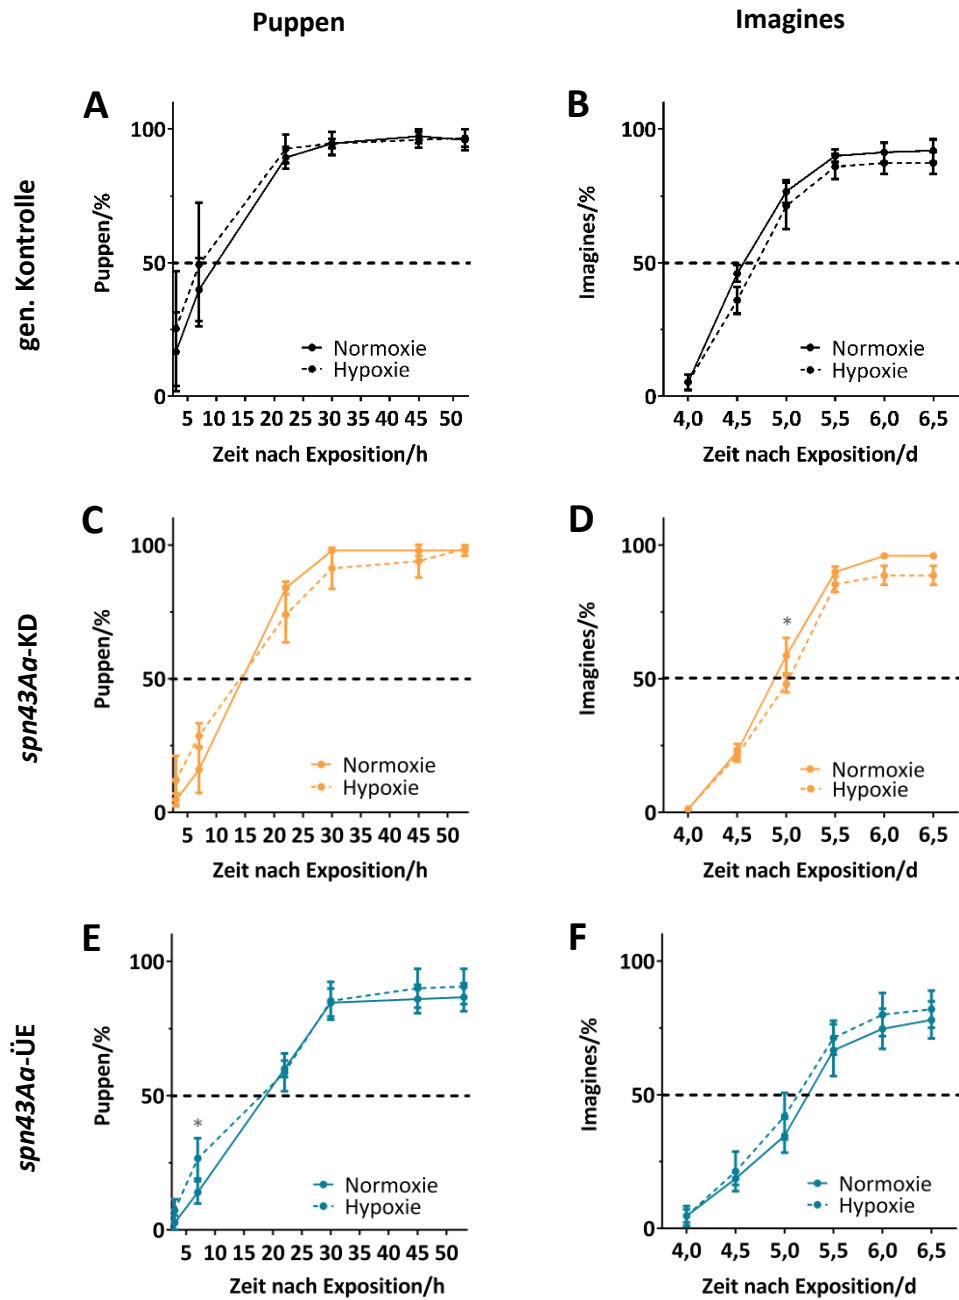 Puppen
Imagines
gen. Kontrolle
A
Puppen/%
100
50
0
Normoxie
Hypoxie
5 10 15 20 25 30 35 40 45 50
Zeit nach Exposition/h
B
Imagines/%
100
50
0
Normoxie
Hypoxie
4,0 4,5 5,0 5,5 6,0 6,5
Zeit nach Exposition/d
spn43Aa-KD
C
Puppen/%
100
50
0
Normoxie
Hypoxie
5 10 15 20 25 30 35 40 45 50
Zeit nach Exposition/h
D
Imagines/%
100
*
50
0
Normoxie
Hypoxie
4,0 4,5 5,0 5,5 6,0 6,5
Zeit nach Exposition/d
spn43Aa-ÜE
E
Puppen/%
100
50
*
0
Normoxie
Hypoxie
5 10 15 20 25 30 35 40 45 50
Zeit nach Exposition/h
F
Imagines/%
100
50
0
Normoxie
Hypoxie
4,0 4,5 5,0 5,5 6,0 6,5
Zeit nach Exposition/d